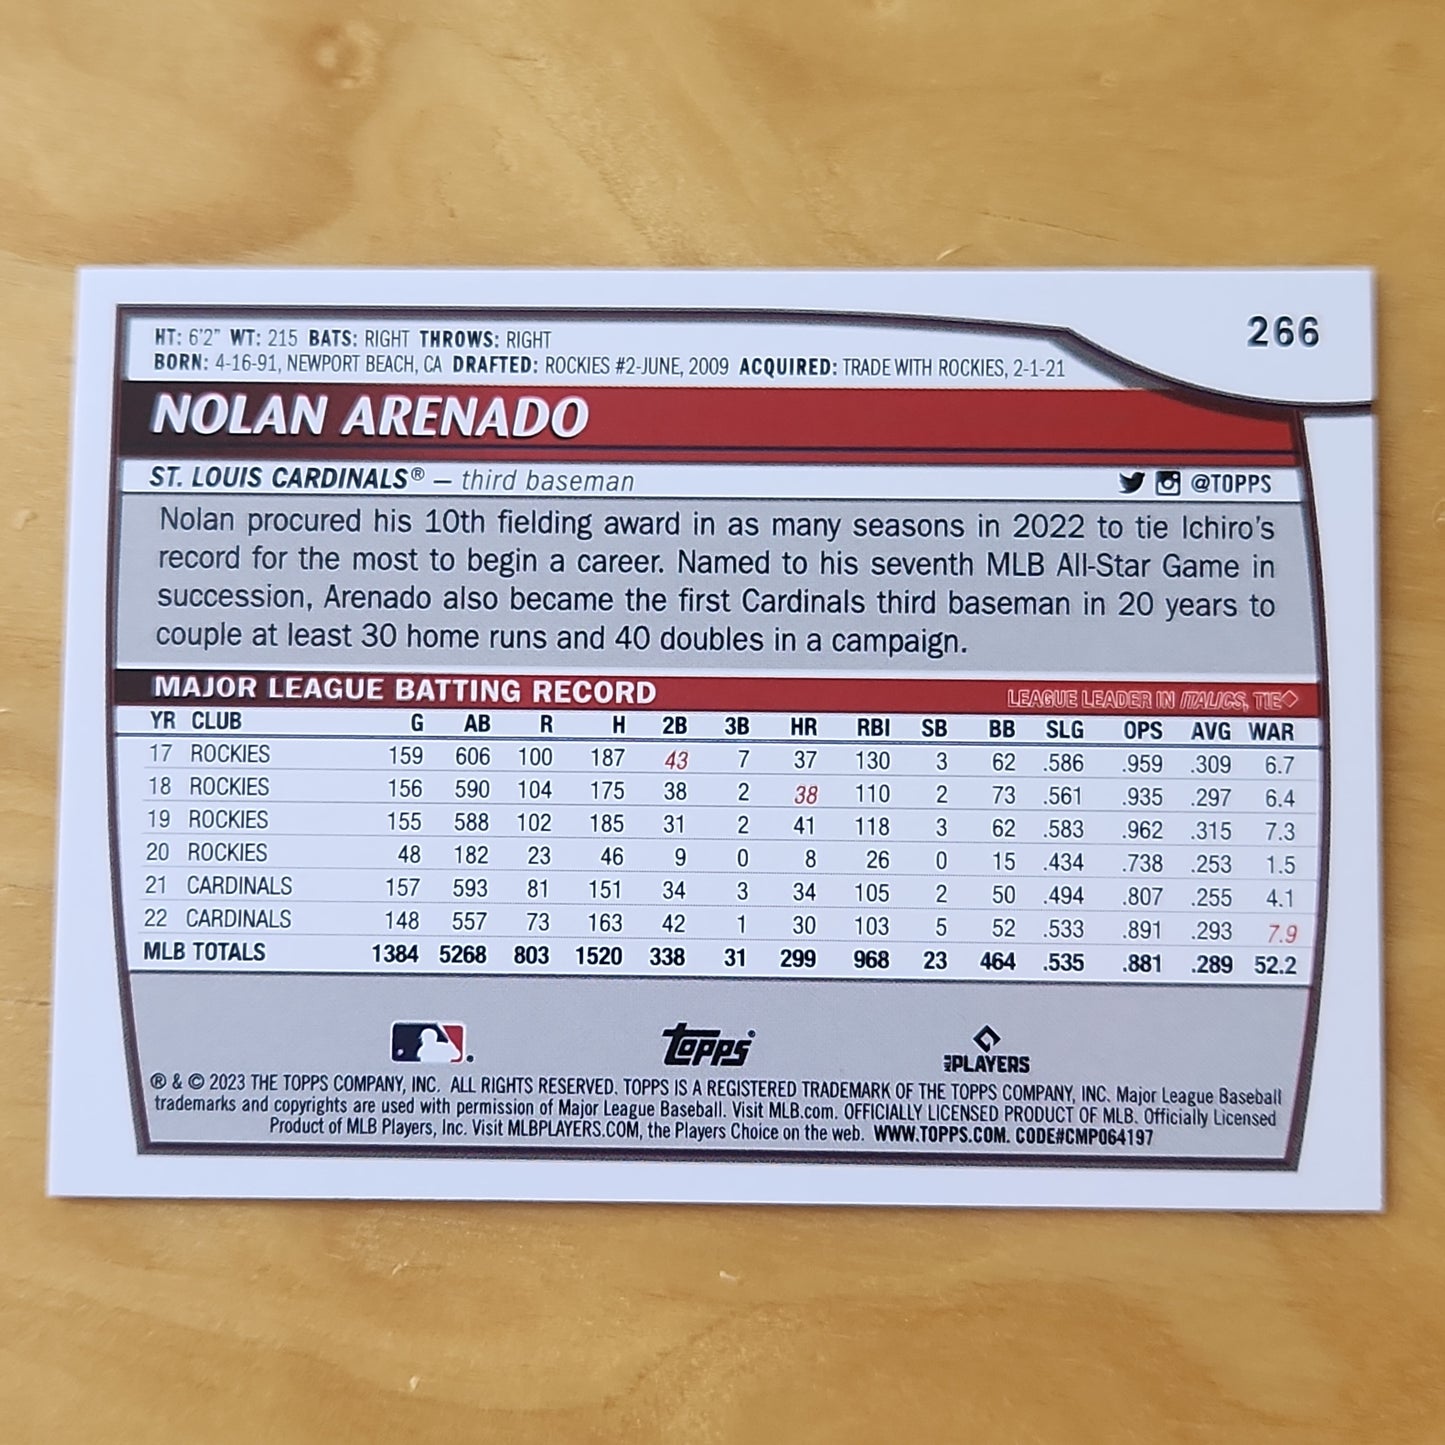 266
HT: 6'2" WT: 215 BATS: RIGHT THROWS: RIGHT
BORN: 4-16-91, NEWPORT BEACH, CA DRAFTED: ROCKIES #2-JUNE, 2009 ACQUIRED: TRADE WITH ROCKIES, 2-1-21
NOLAN ARENADO
ST. LOUIS CARDINALS® – third baseman @TOPPS
Nolan procured his 10th fielding award in as many seasons in 2022 to tie Ichiro's
record for the most to begin a career. Named to his seventh MLB All-Star Game in
succession, Arenado also became the first Cardinals third baseman in 20 years to
couple at least 30 home runs and 40 doubles in a campaign.
MAJOR LEAGUE BATTING RECORD LEAGUE LEADER IN ITALICS, TIE◇
YR CLUB G AB R H 2B 3B HR RBI SB BB SLG OPS AVG WAR
17 ROCKIES 159 606 100 187 43 7 37 130 3 62 .586 .959 .309 6.7
18 ROCKIES 156 590 104 175 38 2 38 110 2 73 .561 .935 .297 6.4
19 ROCKIES 155 588 102 185 31 2 41 118 3 62 .583 .962 .315 7.3
20 ROCKIES 48 182 23 46 9 0 8 26 0 15 .434 .738 .253 1.5
21 CARDINALS 157 593 81 151 34 3 34 105 2 50 .494 .807 .255 4.1
22 CARDINALS 148 557 73 163 42 1 30 103 5 52 .533 .891 .293 7.9
MLB TOTALS 1384 5268 803 1520 338 31 299 968 23 464 .535 .881 .289 52.2
Topps® MLB PLAYERS
® & © 2023 THE TOPPS COMPANY, INC. ALL RIGHTS RESERVED. TOPPS IS A REGISTERED TRADEMARK OF THE TOPPS COMPANY, INC. Major League Baseball
trademarks and copyrights are used with permission of Major League Baseball. Visit MLB.com. OFFICIALLY LICENSED PRODUCT OF MLB. Officially Licensed
Product of MLB Players, Inc. Visit MLBPLAYERS.COM, the Players Choice on the web. WWW.TOPPS.COM. CODE#CMP064197